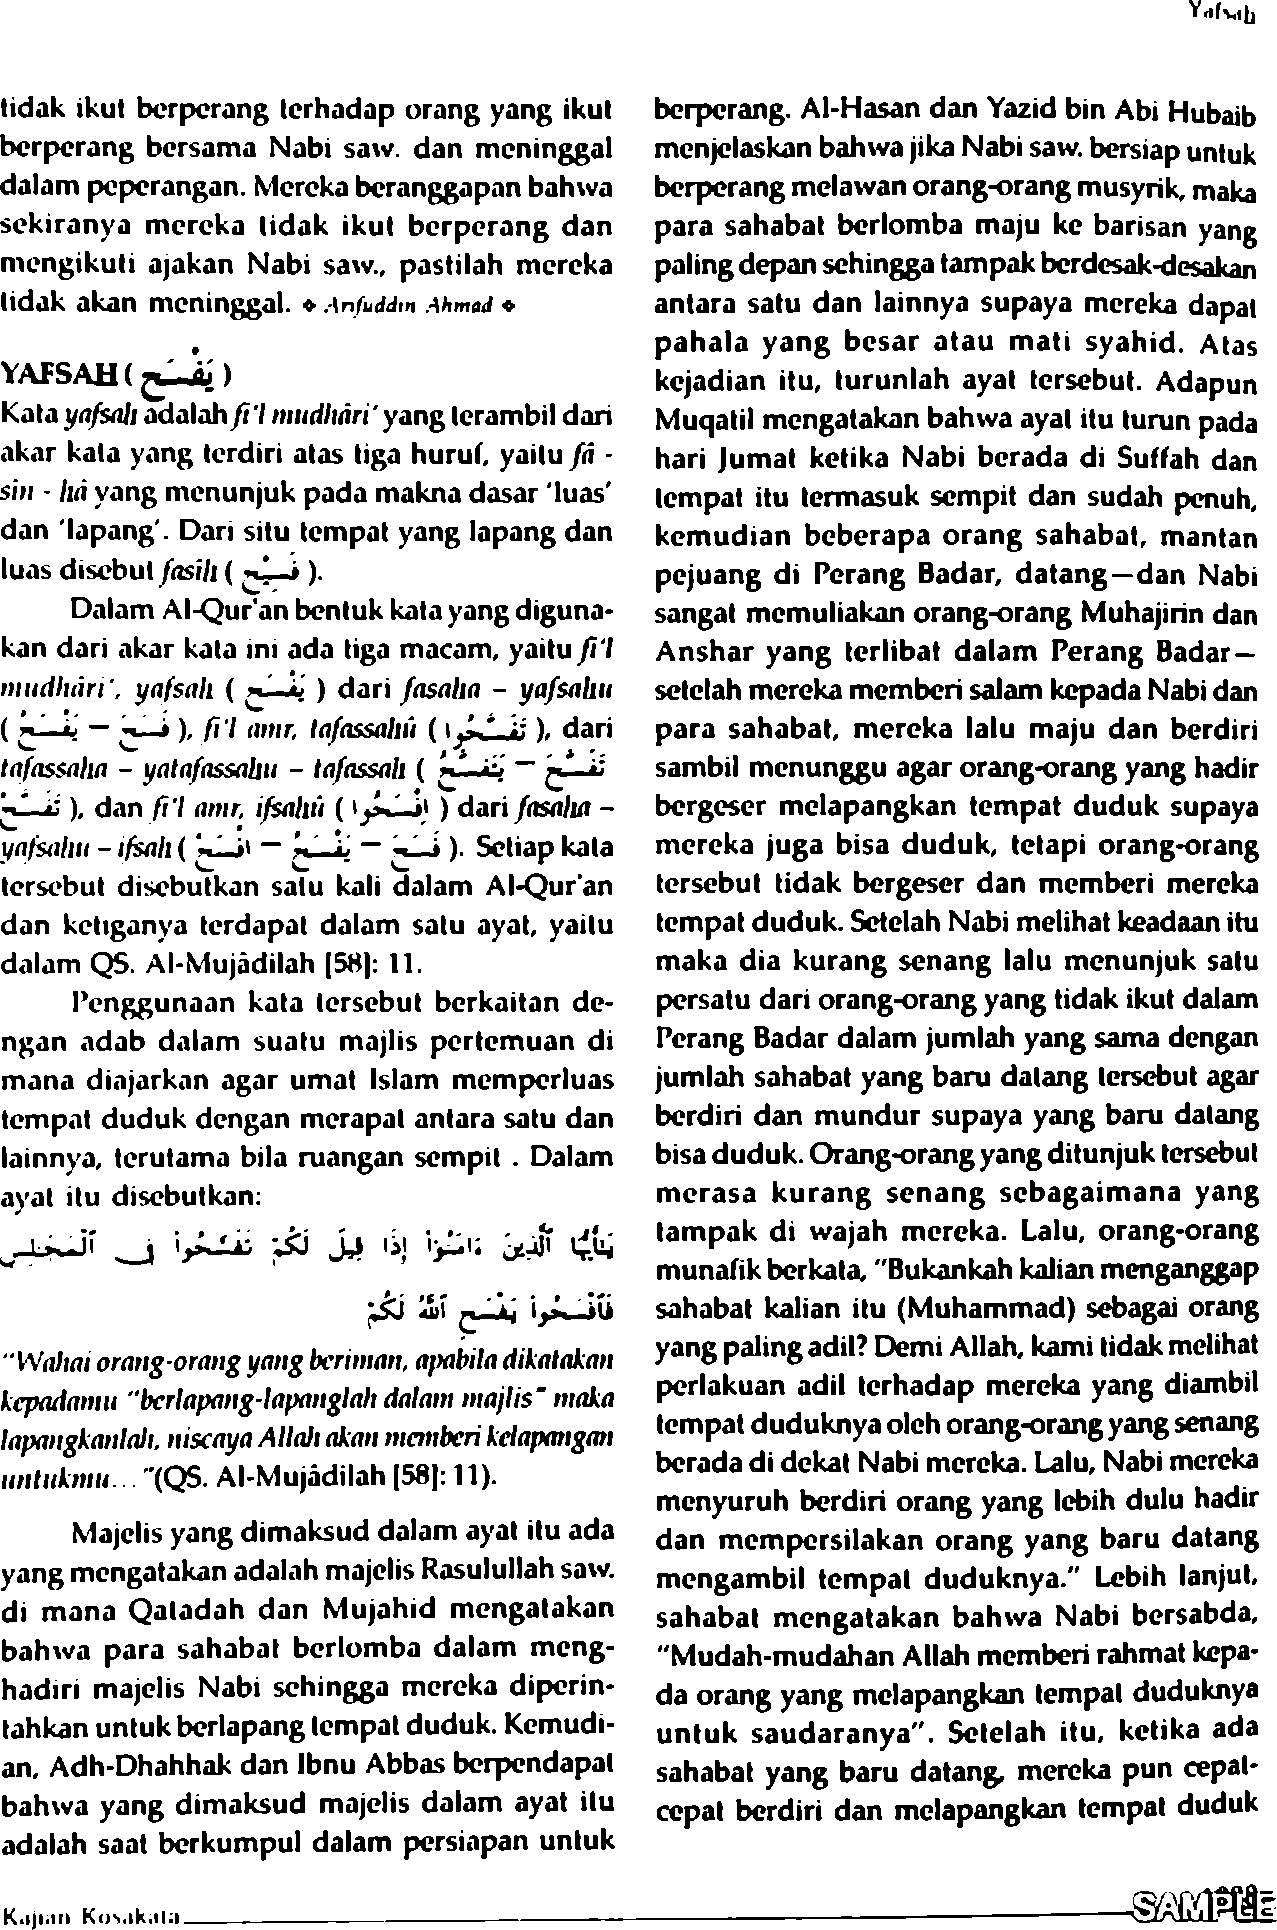 Yafsah
tidak ikut berperang terhadap orang yang ikut
berperang bersama Nabi saw. dan meninggal
dalam peperangan. Mereka beranggapan bahwa
sekiranya mereka tidak ikut berperang dan
mengikuti ajakan Nabi saw., pastilah mereka
tidak akan meninggal. ❖ Arifuddin Ahmad ❖
YAFSAH ( يَفْسَحِ )
Kata yafsah adalah fi'l mudhâri' yang terambil dari
akar kata yang terdiri atas tiga huruf, yaitu fâ -
sin - hâ yang menunjuk pada makna dasar 'luas'
dan 'lapang'. Dari situ tempat yang lapang dan
luas disebut fasîh ( فَسِيْح ).
Dalam Al-Qur'an bentuk kata yang diguna-
kan dari akar kata ini ada tiga macam, yaitu fi'l
mudhâri', yafsah ( يَفْسَحِ ) dari fasaha – yafsahu
( فَسَحَ – يَفْسَحُ ), fi'l amr, tafassahû ( تَفَسَّحُوا ), dari
tafassaha – yatafassahu – tafassah ( تَفَسَّحَ – يَتَفَسَّحُ
تَفَسَّحْ ), dan fi'l amr, ifsahû ( اِفْسَحُوا ) dari fasaha –
yafsahu – ifsah ( فَسَحَ – يَفْسَحُ – اِفْسَحْ ). Setiap kata
tersebut disebutkan satu kali dalam Al-Qur'an
dan ketiganya terdapat dalam satu ayat, yaitu
dalam QS. Al-Mujâdilah [58]: 11.
Penggunaan kata tersebut berkaitan de-
ngan adab dalam suatu majlis pertemuan di
mana diajarkan agar umat Islam memperluas
tempat duduk dengan merapat antara satu dan
lainnya, terutama bila ruangan sempit . Dalam
ayat itu disebutkan:
يَـٰٓأَيُّهَا ٱلَّذِينَ ءَامَنُوٓا۟ إِذَا قِيلَ لَكُمْ تَفَسَّحُوا۟ فِى ٱلْمَجَـٰلِسِ
فَٱفْسَحُوا۟ يَفْسَحِ ٱللَّهُ لَكُمْ
"Wahai orang-orang yang beriman, apabila dikatakan
kepadamu "berlapang-lapanglah dalam majlis" maka
lapangkanlah, niscaya Allah akan memberi kelapangan
untukmu... "(QS. Al-Mujâdilah [58]: 11).
Majelis yang dimaksud dalam ayat itu ada
yang mengatakan adalah majelis Rasulullah saw.
di mana Qatadah dan Mujahid mengatakan
bahwa para sahabat berlomba dalam meng-
hadiri majelis Nabi sehingga mereka diperin-
tahkan untuk berlapang tempat duduk. Kemudi-
an, Adh-Dhahhak dan Ibnu Abbas berpendapat
bahwa yang dimaksud majelis dalam ayat itu
adalah saat berkumpul dalam persiapan untuk
berperang. Al-Hasan dan Yazid bin Abi Hubaib
menjelaskan bahwa jika Nabi saw. bersiap untuk
berperang melawan orang-orang musyrik, maka
para sahabat berlomba maju ke barisan yang
paling depan sehingga tampak berdesak-desakan
antara satu dan lainnya supaya mereka dapat
pahala yang besar atau mati syahid. Atas
kejadian itu, turunlah ayat tersebut. Adapun
Muqatil mengatakan bahwa ayat itu turun pada
hari Jumat ketika Nabi berada di Suffah dan
tempat itu termasuk sempit dan sudah penuh,
kemudian beberapa orang sahabat, mantan
pejuang di Perang Badar, datang—dan Nabi
sangat memuliakan orang-orang Muhajirin dan
Anshar yang terlibat dalam Perang Badar—
setelah mereka memberi salam kepada Nabi dan
para sahabat, mereka lalu maju dan berdiri
sambil menunggu agar orang-orang yang hadir
bergeser melapangkan tempat duduk supaya
mereka juga bisa duduk, tetapi orang-orang
tersebut tidak bergeser dan memberi mereka
tempat duduk. Setelah Nabi melihat keadaan itu
maka dia kurang senang lalu menunjuk satu
persatu dari orang-orang yang tidak ikut dalam
Perang Badar dalam jumlah yang sama dengan
jumlah sahabat yang baru datang tersebut agar
berdiri dan mundur supaya yang baru datang
bisa duduk. Orang-orang yang ditunjuk tersebut
merasa kurang senang sebagaimana yang
tampak di wajah mereka. Lalu, orang-orang
munafik berkata, "Bukankah kalian menganggap
sahabat kalian itu (Muhammad) sebagai orang
yang paling adil? Demi Allah, kami tidak melihat
perlakuan adil terhadap mereka yang diambil
tempat duduknya oleh orang-orang yang senang
berada di dekat Nabi mereka. Lalu, Nabi mereka
menyuruh berdiri orang yang lebih dulu hadir
dan mempersilakan orang yang baru datang
mengambil tempat duduknya." Lebih lanjut,
sahabat mengatakan bahwa Nabi bersabda,
"Mudah-mudahan Allah memberi rahmat kepa-
da orang yang melapangkan tempat duduknya
untuk saudaranya". Setelah itu, ketika ada
sahabat yang baru datang, mereka pun cepat-
cepat berdiri dan melapangkan tempat duduk
Kajian Kosakata
SAMPLE